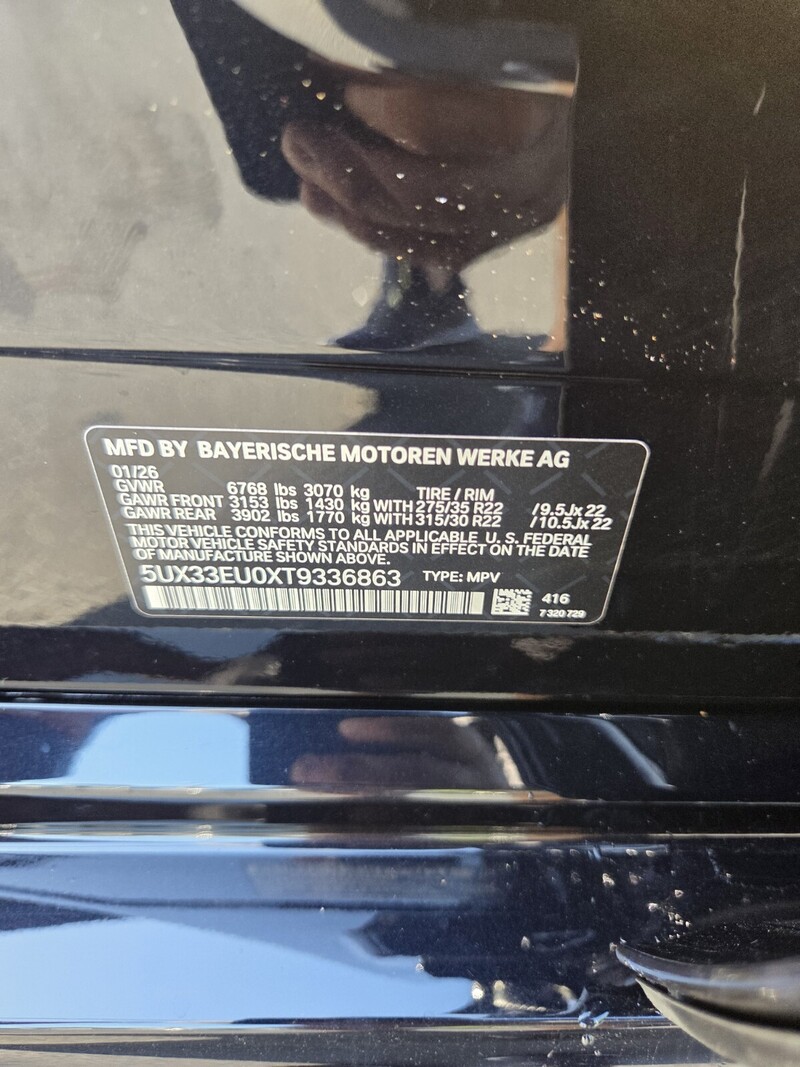 MFD BY BAYERISCHE MOTOREN WERKE AG
01/26
GVWR 6768 lbs 3070 kg TIRE / RIM
GAWR FRONT 3153 lbs 1430 kg WITH 275/35 R22 /9.5Jx22
GAWR REAR 3902 lbs 1770 kg WITH 315/30 R22 /10.5Jx22
THIS VEHICLE CONFORMS TO ALL APPLICABLE U. S. FEDERAL
MOTOR VEHICLE SAFETY STANDARDS IN EFFECT ON THE DATE
OF MANUFACTURE SHOWN ABOVE.
5UX33EU0XT9336863 TYPE: MPV
416
7 320 729